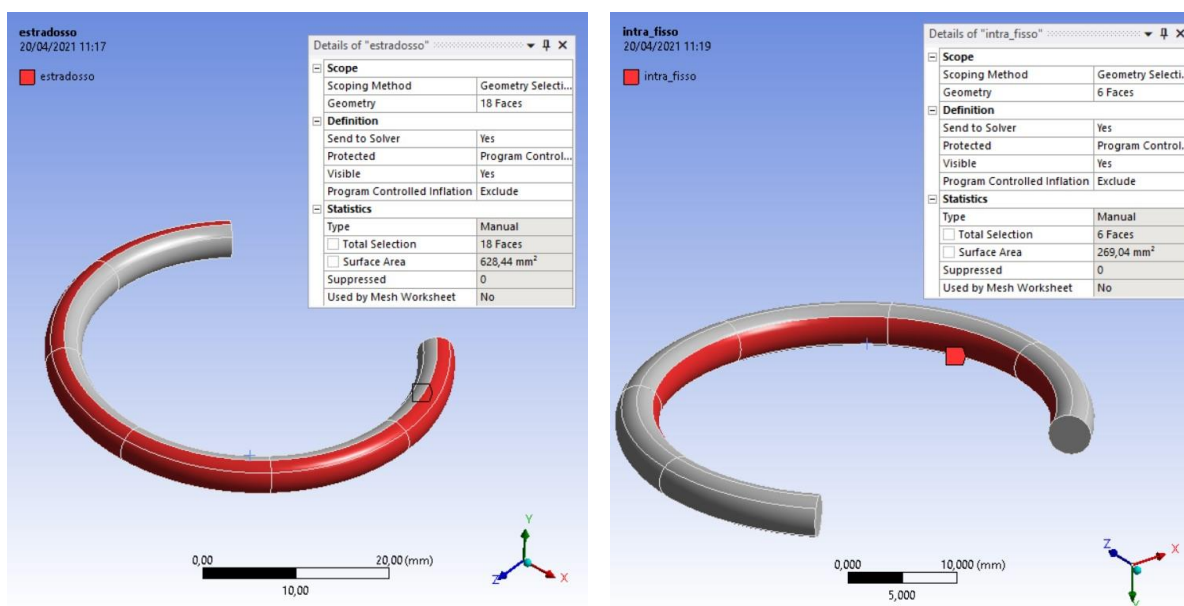 estradosso
20/04/2021 11:17
estradosso
Details of "estradosso"
Scope
Scoping Method Geometry Selecti...
Geometry 18 Faces
Definition
Send to Solver Yes
Protected Program Control...
Visible Yes
Program Controlled Inflation Exclude
Statistics
Type Manual
Total Selection 18 Faces
Surface Area 628,44 mm²
Suppressed 0
Used by Mesh Worksheet No
0,00 20,00 (mm)
10,00
Y
Z X
intra_fisso
20/04/2021 11:19
intra_fisso
Details of "intra_fisso"
Scope
Scoping Method Geometry Selecti...
Geometry 6 Faces
Definition
Send to Solver Yes
Protected Program Control...
Visible Yes
Program Controlled Inflation Exclude
Statistics
Type Manual
Total Selection 6 Faces
Surface Area 269,04 mm²
Suppressed 0
Used by Mesh Worksheet No
0,000 10,000 (mm)
5,000
Z X
Y